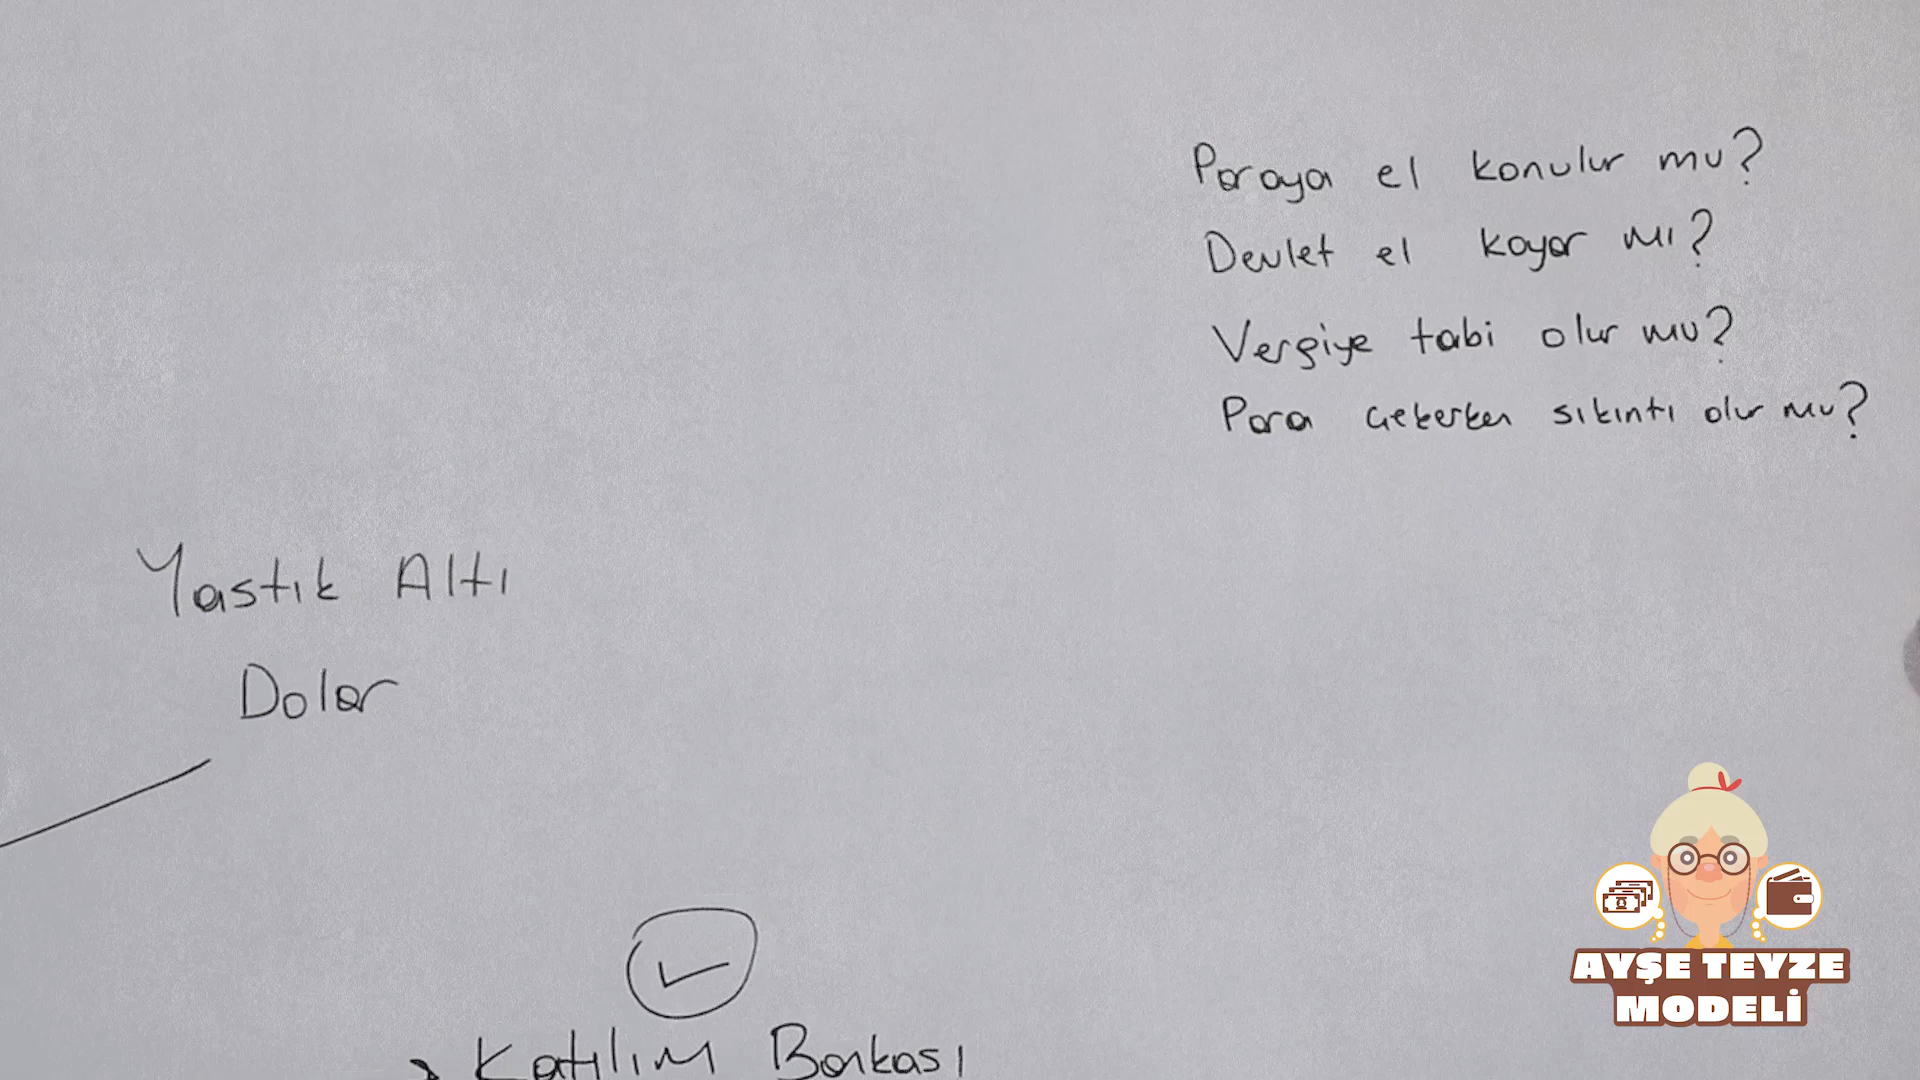 Paraya el konulur mu?
Devlet el koyar mı?
Vergiye tabi olur mu?
Para çekerken sıkıntı olur mu?
Yastık Altı
Dolar
Katılım Bankası
AYŞE TEYZE
MODELİ